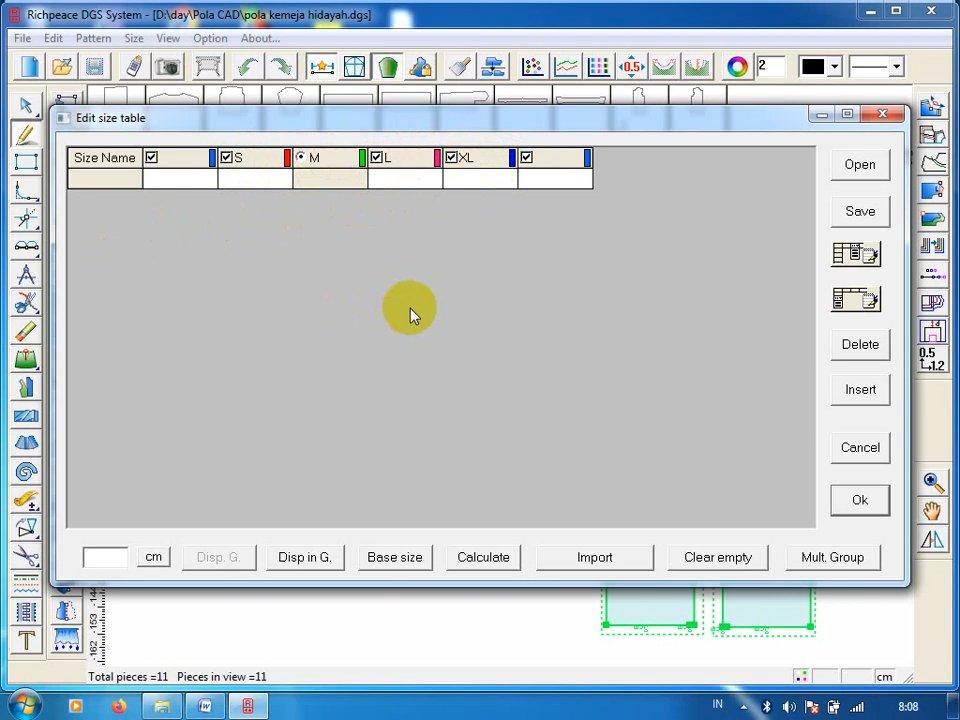 Richpeace DGS System - [D:\day\Pola CAD\pola kemeja hidayah.dgs]
File Edit Pattern Size View Option About...
2
Edit size table
Size Name S M L XL
Open
Save
Delete
Insert
Cancel
Ok
cm Disp. G. Disp in G. Base size Calculate Import Clear empty Mult. Group
0.5
1.2
-153
-162
Total pieces =11 Pieces in view =11 cm
IN 8:08